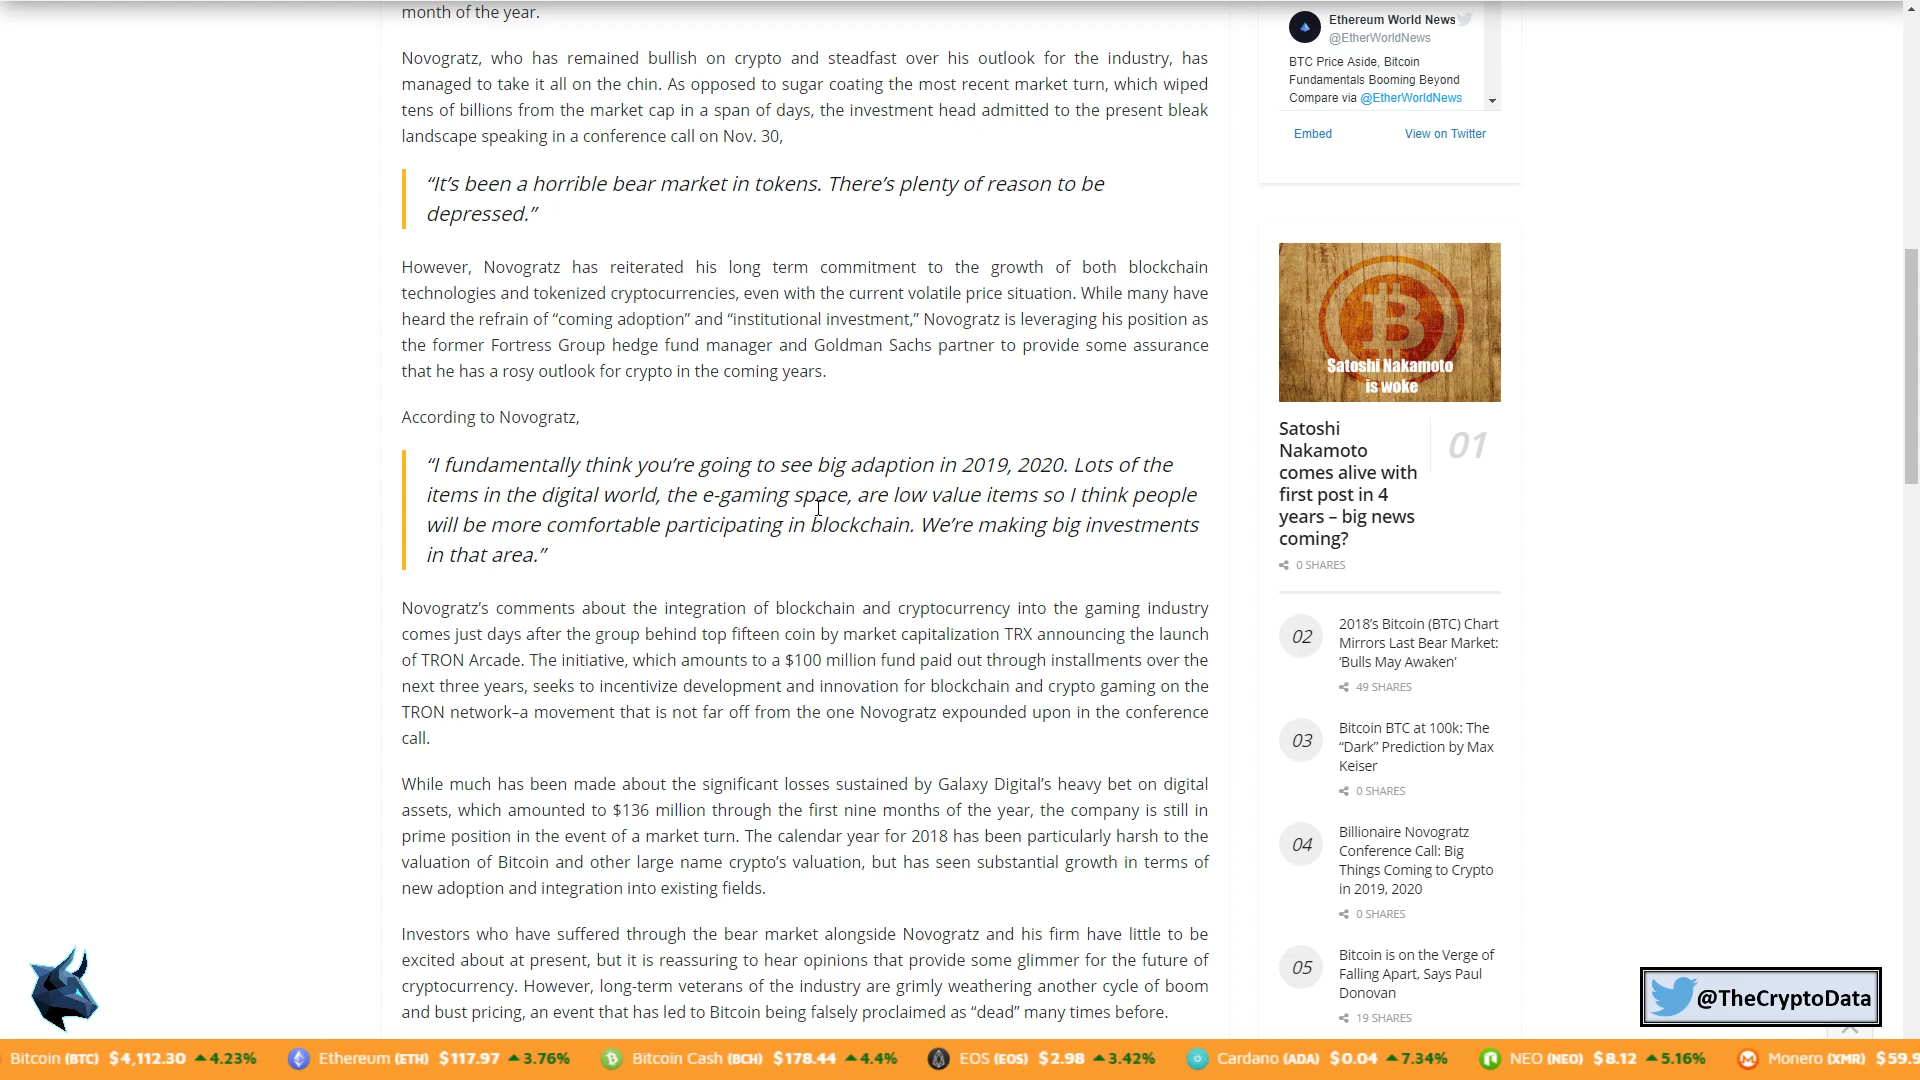 month of the year.
Novogratz, who has remained bullish on crypto and steadfast over his outlook for the industry, has
managed to take it all on the chin. As opposed to sugar coating the most recent market turn, which wiped
tens of billions from the market cap in a span of days, the investment head admitted to the present bleak
landscape speaking in a conference call on Nov. 30,
“It’s been a horrible bear market in tokens. There’s plenty of reason to be
depressed.”
However, Novogratz has reiterated his long term commitment to the growth of both blockchain
technologies and tokenized cryptocurrencies, even with the current volatile price situation. While many have
heard the refrain of “coming adoption” and “institutional investment,” Novogratz is leveraging his position as
the former Fortress Group hedge fund manager and Goldman Sachs partner to provide some assurance
that he has a rosy outlook for crypto in the coming years.
According to Novogratz,
“I fundamentally think you’re going to see big adaption in 2019, 2020. Lots of the
items in the digital world, the e-gaming space, are low value items so I think people
will be more comfortable participating in blockchain. We’re making big investments
in that area.”
Novogratz’s comments about the integration of blockchain and cryptocurrency into the gaming industry
comes just days after the group behind top fifteen coin by market capitalization TRX announcing the launch
of TRON Arcade. The initiative, which amounts to a $100 million fund paid out through installments over the
next three years, seeks to incentivize development and innovation for blockchain and crypto gaming on the
TRON network–a movement that is not far off from the one Novogratz expounded upon in the conference
call.
While much has been made about the significant losses sustained by Galaxy Digital’s heavy bet on digital
assets, which amounted to $136 million through the first nine months of the year, the company is still in
prime position in the event of a market turn. The calendar year for 2018 has been particularly harsh to the
valuation of Bitcoin and other large name crypto’s valuation, but has seen substantial growth in terms of
new adoption and integration into existing fields.
Investors who have suffered through the bear market alongside Novogratz and his firm have little to be
excited about at present, but it is reassuring to hear opinions that provide some glimmer for the future of
cryptocurrency. However, long-term veterans of the industry are grimly weathering another cycle of boom
and bust pricing, an event that has led to Bitcoin being falsely proclaimed as “dead” many times before.
Ethereum World News
@EtherWorldNews
BTC Price Aside, Bitcoin
Fundamentals Booming Beyond
Compare via @EtherWorldNews
Embed View on Twitter
Satoshi Nakamoto
is woke
Satoshi
Nakamoto
comes alive with
first post in 4
years – big news
coming?
01
0 SHARES
02
2018’s Bitcoin (BTC) Chart
Mirrors Last Bear Market:
‘Bulls May Awaken’
49 SHARES
03
Bitcoin BTC at 100k: The
“Dark” Prediction by Max
Keiser
0 SHARES
04
Billionaire Novogratz
Conference Call: Big
Things Coming to Crypto
in 2019, 2020
0 SHARES
05
Bitcoin is on the Verge of
Falling Apart, Says Paul
Donovan
19 SHARES
@TheCryptoData
Bitcoin (BTC) $4,112.30 4.23% Ethereum (ETH) $117.97 3.76% Bitcoin Cash (BCH) $178.44 4.4% EOS (EOS) $2.98 3.42% Cardano (ADA) $0.04 7.34% NEO (NEO) $8.12 5.16% Monero (XMR) $59.9